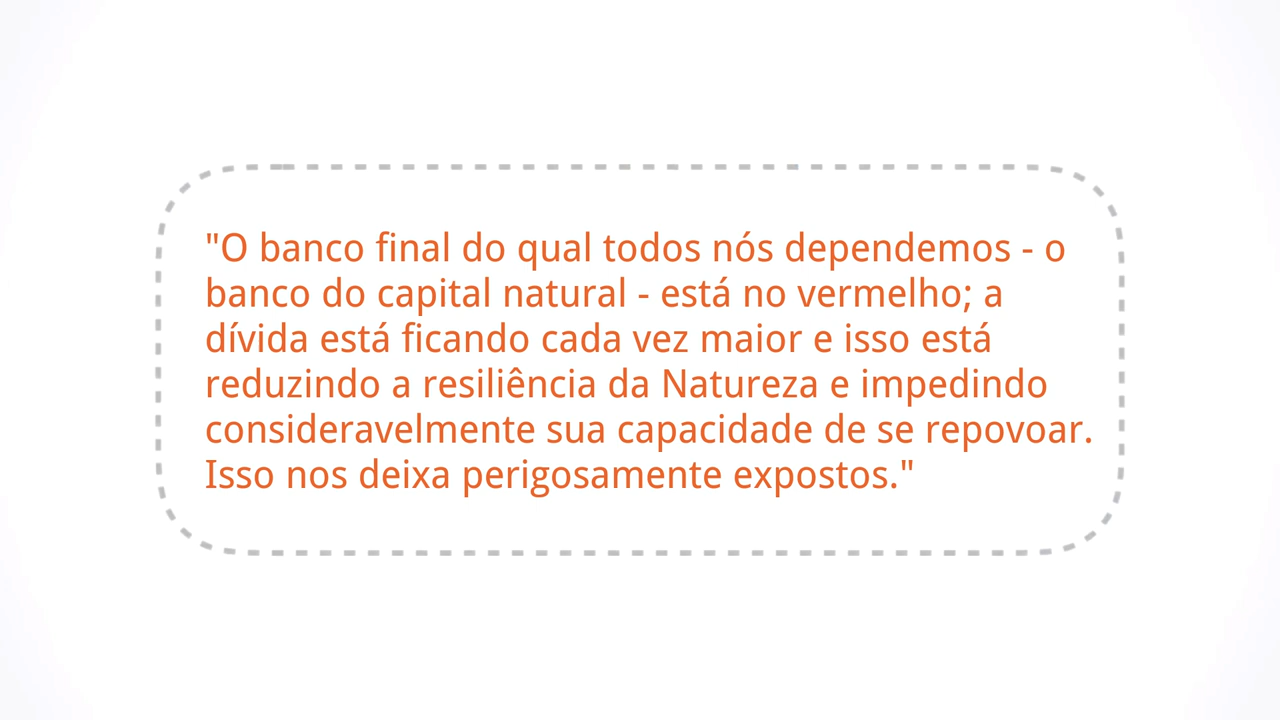 "O banco final do qual todos nós dependemos - o
banco do capital natural - está no vermelho; a
dívida está ficando cada vez maior e isso está
reduzindo a resiliência da Natureza e impedindo
consideravelmente sua capacidade de se repovoar.
Isso nos deixa perigosamente expostos."